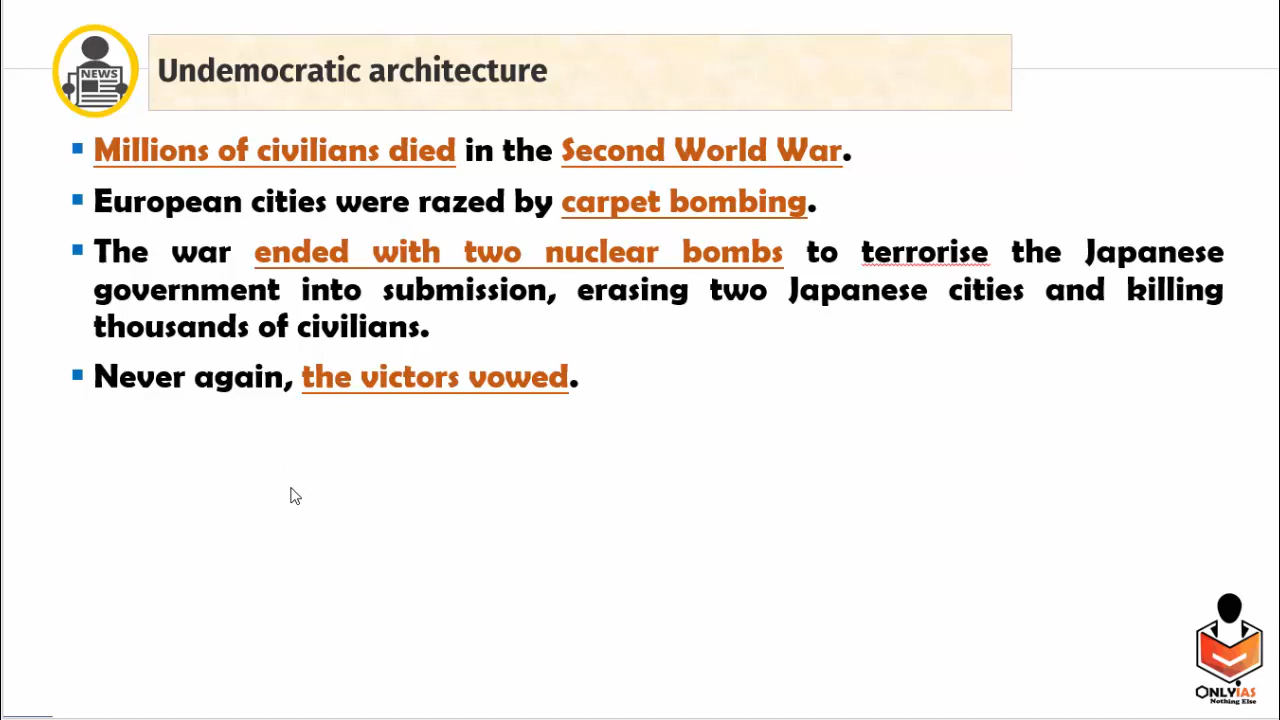 NEWS
Undemocratic architecture
▪ Millions of civilians died in the Second World War.
▪ European cities were razed by carpet bombing.
▪ The war ended with two nuclear bombs to terrorise the Japanese
government into submission, erasing two Japanese cities and killing
thousands of civilians.
▪ Never again, the victors vowed.
ONLYIAS
Nothing Else